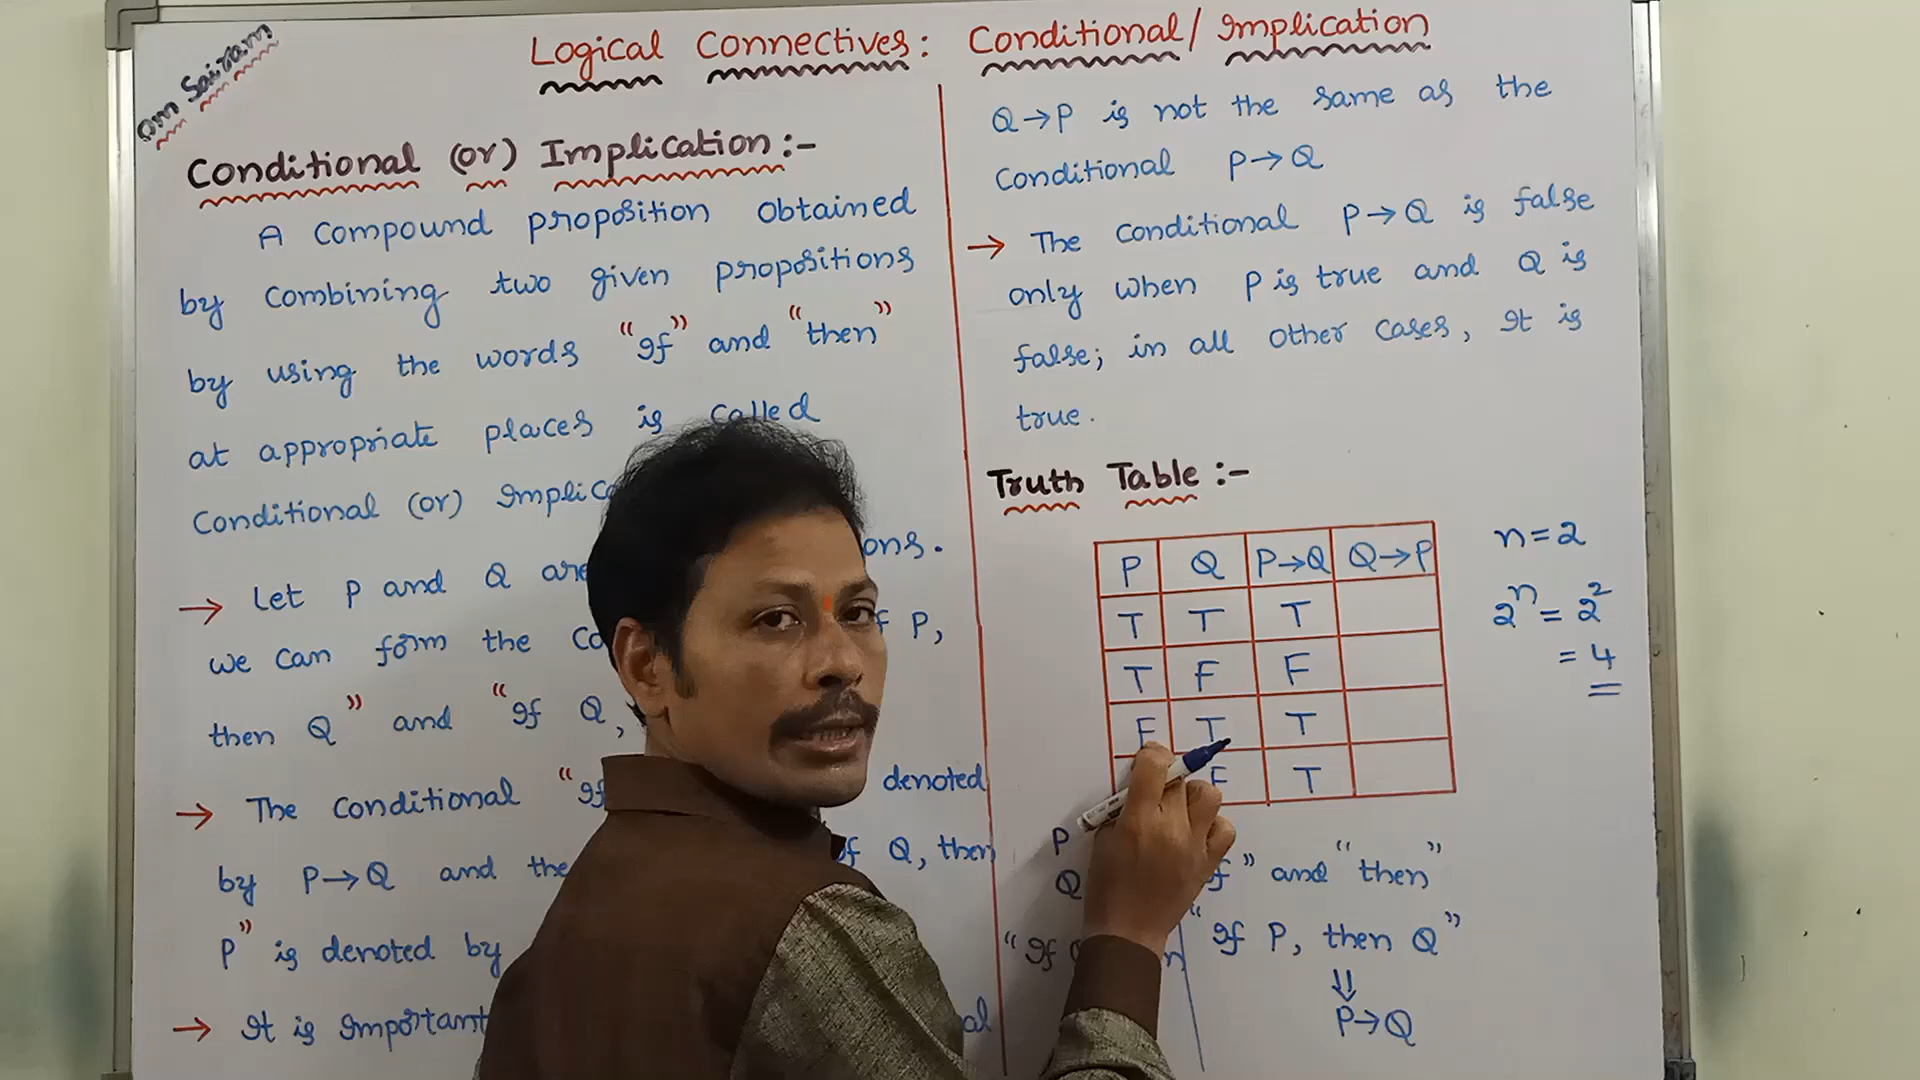 Om Sairam
Logical Connectives: Conditional/Implication
Conditional (or) Implication:-
A compound proposition obtained
by combining two given propositions
by using the words "If" and "then"
at appropriate places is called
Conditional (or) Implic
ons.
→ Let P and Q are
we can form the Co f P,
then Q" and "If Q,
→ The conditional "If denoted
by P→Q and the f Q, then
P" is denoted by
→ It is important al
Q→P is not the same as the
Conditional P→Q
→ The conditional P→Q is false
only when P is true and Q is
false; in all other cases, It is
true.
Truth Table:-
P Q P→Q Q→P
T T T
T F F
F T T
F T
n=2
2ⁿ = 2²
= 4
P
Q f" and "then"
"If n "If P, then Q"
⇓
P→Q